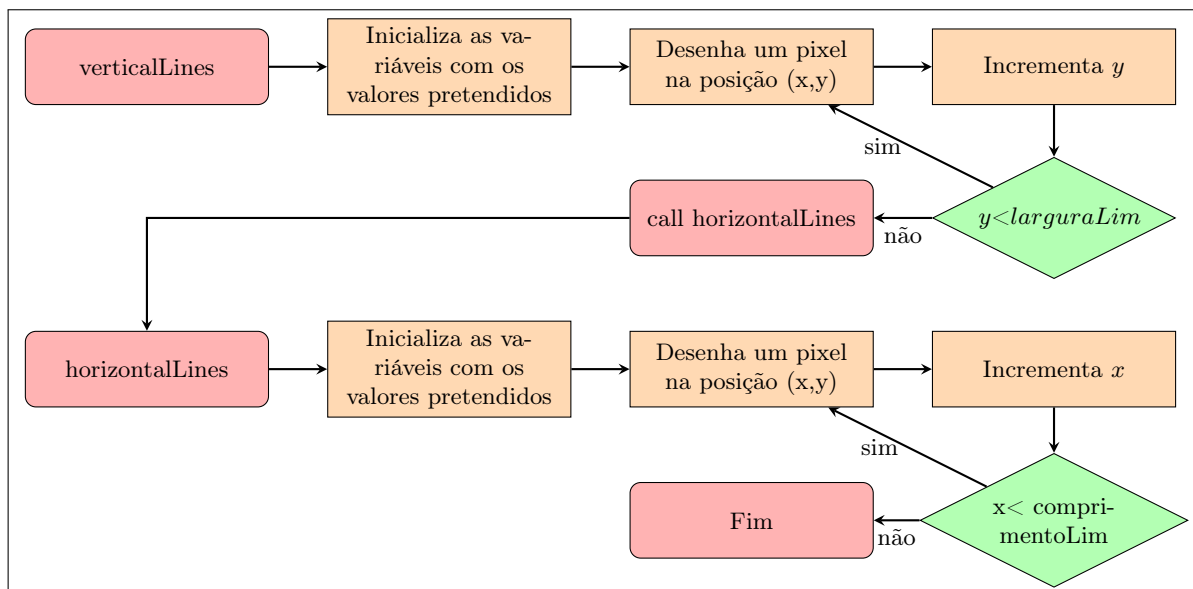 verticalLines
Inicializa as va-
riáveis com os
valores pretendidos
Desenha um pixel
na posição (x,y)
Incrementa y
sim
y<larguraLim
não
call horizontalLines
horizontalLines
Inicializa as va-
riáveis com os
valores pretendidos
Desenha um pixel
na posição (x,y)
Incrementa x
sim
x< compri-
mentoLim
não
Fim